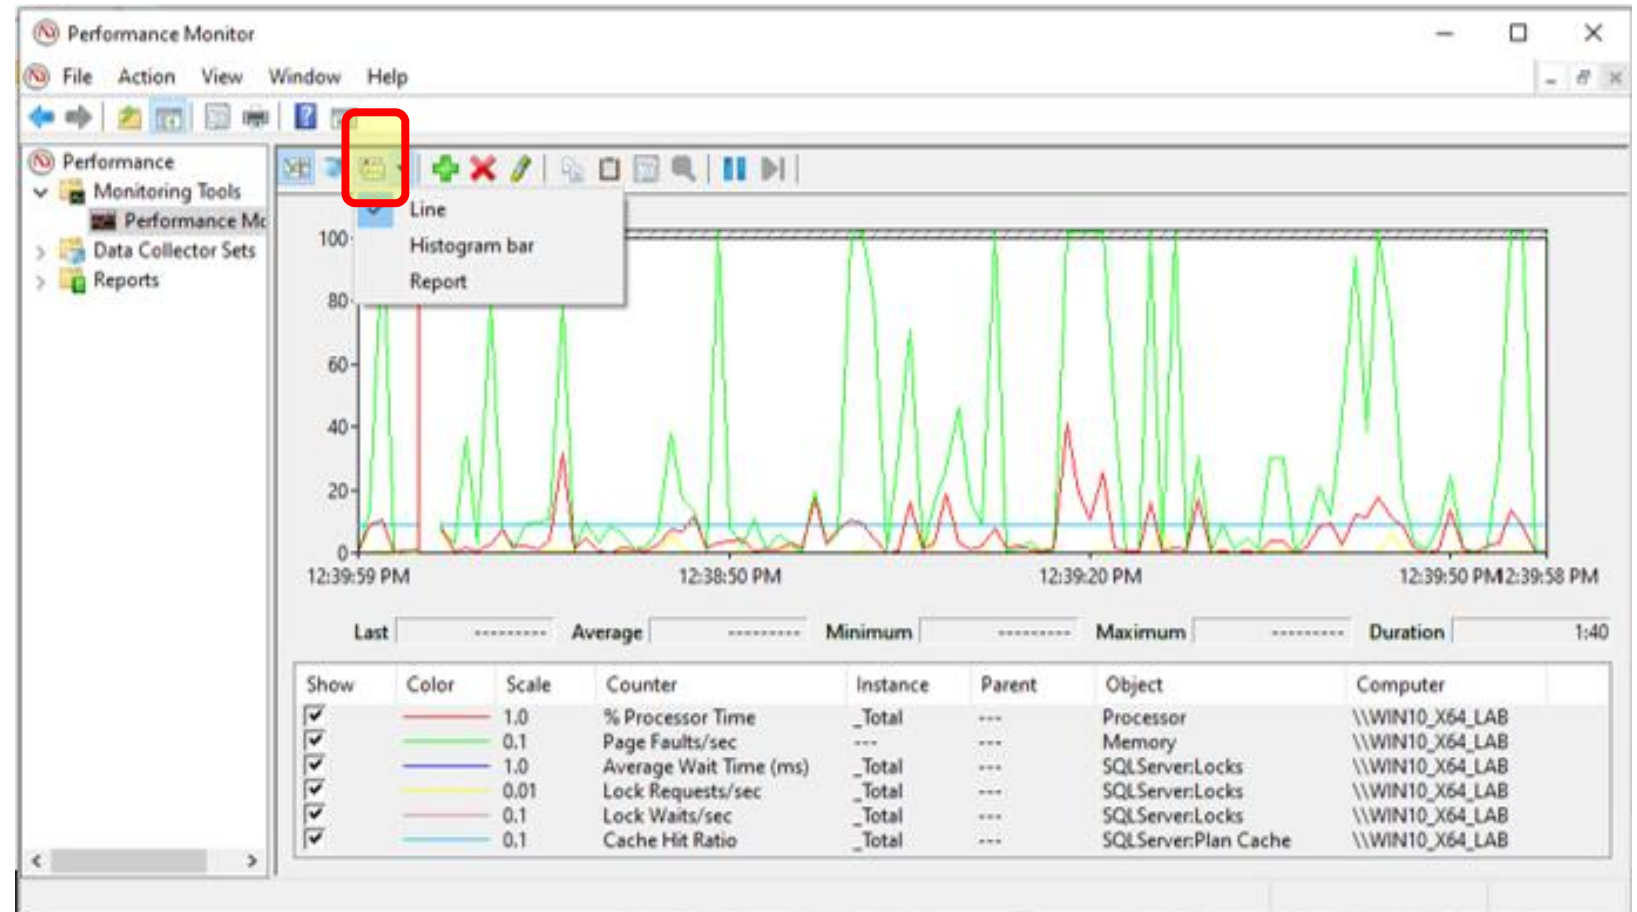 Performance Monitor
File Action View Window Help
Performance
Monitoring Tools
Performance Mc
Data Collector Sets
Reports
Line
Histogram bar
Report
100
80
60
40
20
0
12:39:59 PM 12:38:50 PM 12:39:20 PM 12:39:50 PM 12:39:58 PM
Last --------- Average --------- Minimum --------- Maximum --------- Duration 1:40
Show Color Scale Counter Instance Parent Object Computer
1.0 % Processor Time _Total --- Processor \\WIN10_X64_LAB
0.1 Page Faults/sec --- --- Memory \\WIN10_X64_LAB
1.0 Average Wait Time (ms) _Total --- SQLServer:Locks \\WIN10_X64_LAB
0.01 Lock Requests/sec _Total --- SQLServer:Locks \\WIN10_X64_LAB
0.1 Lock Waits/sec _Total --- SQLServer:Locks \\WIN10_X64_LAB
0.1 Cache Hit Ratio _Total --- SQLServer:Plan Cache \\WIN10_X64_LAB